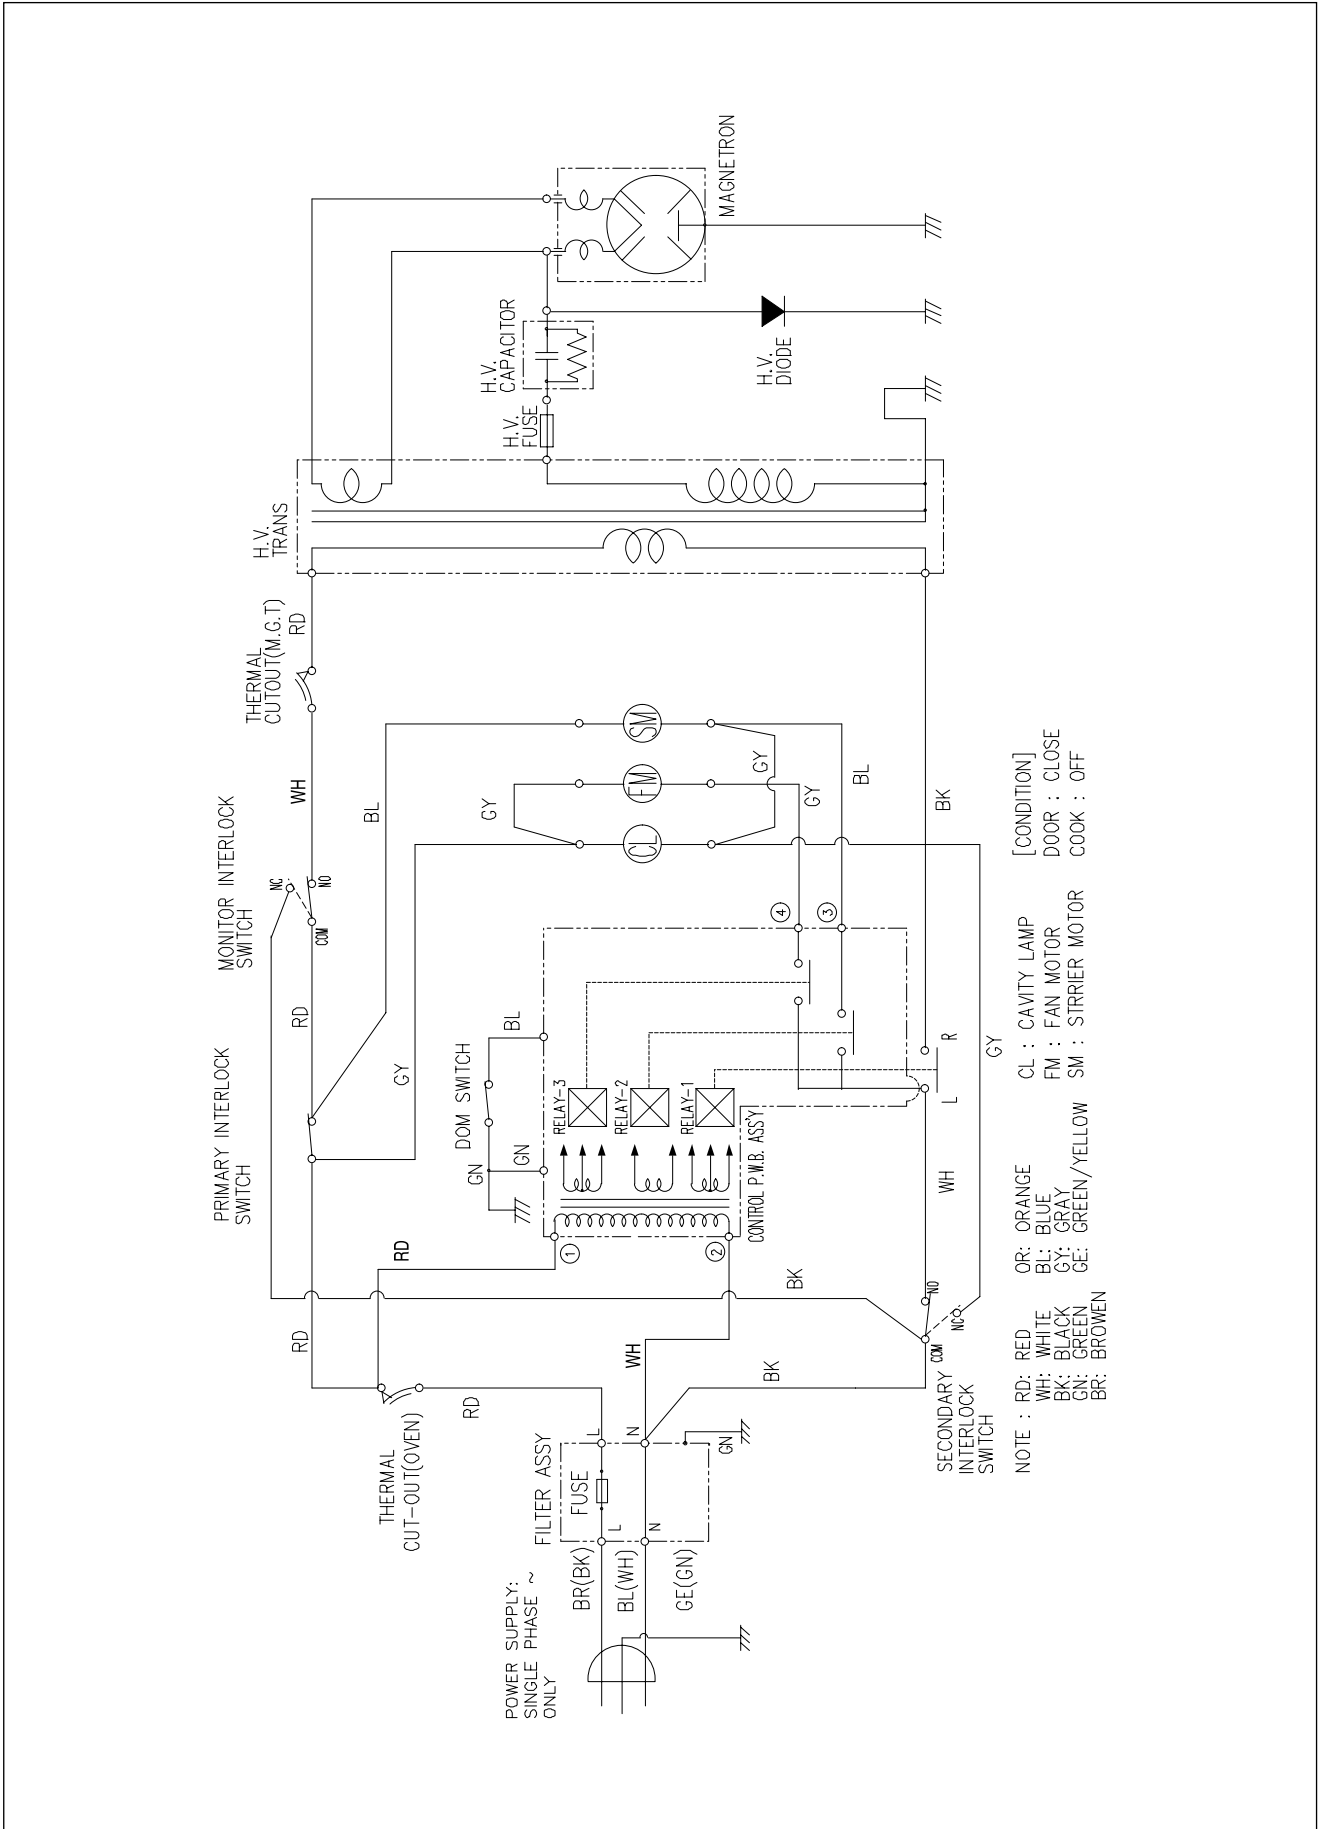 POWER SUPPLY:
SINGLE PHASE ~
ONLY
BR(BK)
BL(WH)
GE(GN)
FILTER ASSY
FUSE
L
N
L
N
GN
THERMAL
CUT-OUT(OVEN)
RD
RD
RD
WH
BK
BK
PRIMARY INTERLOCK
SWITCH
RD
GY
BL
MONITOR INTERLOCK
SWITCH
COM
NC
NO
WH
THERMAL
CUTOUT(M.G.T)
RD
H.V.
TRANS
H.V.
FUSE
H.V.
CAPACITOR
H.V.
DIODE
MAGNETRON
DOM SWITCH
GN
GN
BL
1
2
RELAY-3
RELAY-2
RELAY-1
CONTROL P.W.B. ASS'Y
4
3
GY
CL
FM
SM
GY
GY
BL
BK
L
R
WH
GY
COM
NO
NC
SECONDARY
INTERLOCK
SWITCH
NOTE : RD: RED
WH: WHITE
BK: BLACK
GN: GREEN
BR: BROWEN
OR: ORANGE
BL: BLUE
GY: GRAY
GE: GREEN/YELLOW
CL : CAVITY LAMP
FM : FAN MOTOR
SM : STRRIER MOTOR
[CONDITION]
DOOR : CLOSE
COOK : OFF